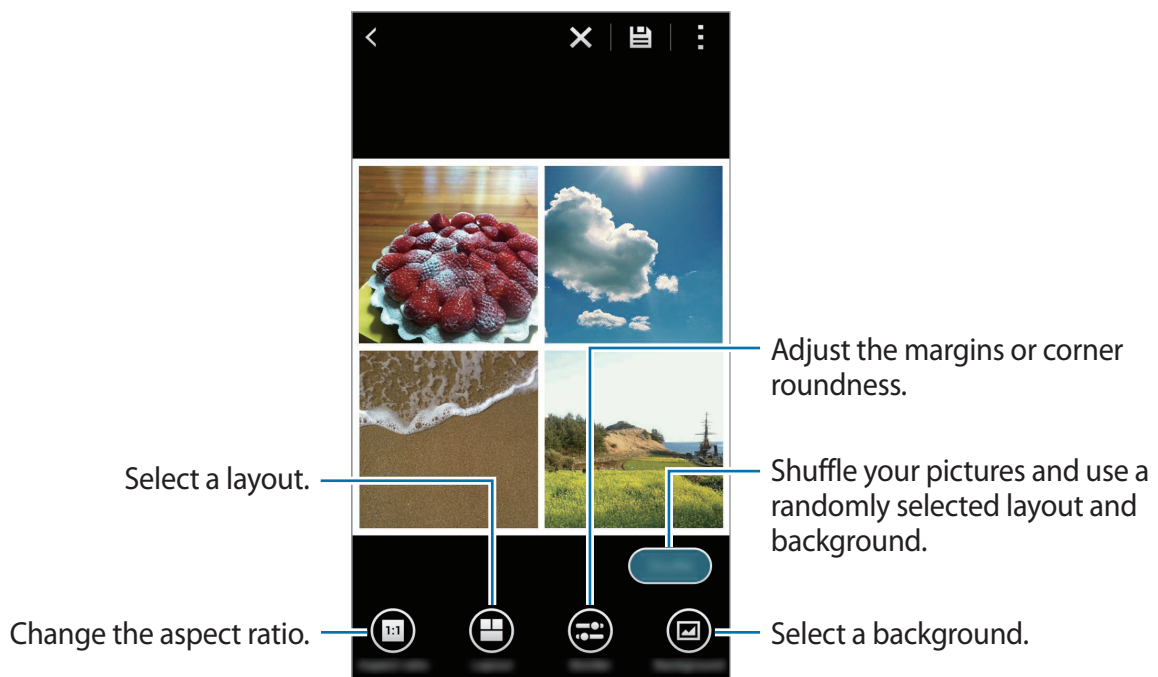 Adjust the margins or corner
roundness.
Select a layout.
Shuffle your pictures and use a
randomly selected layout and
background.
1:1
Change the aspect ratio.
Select a background.